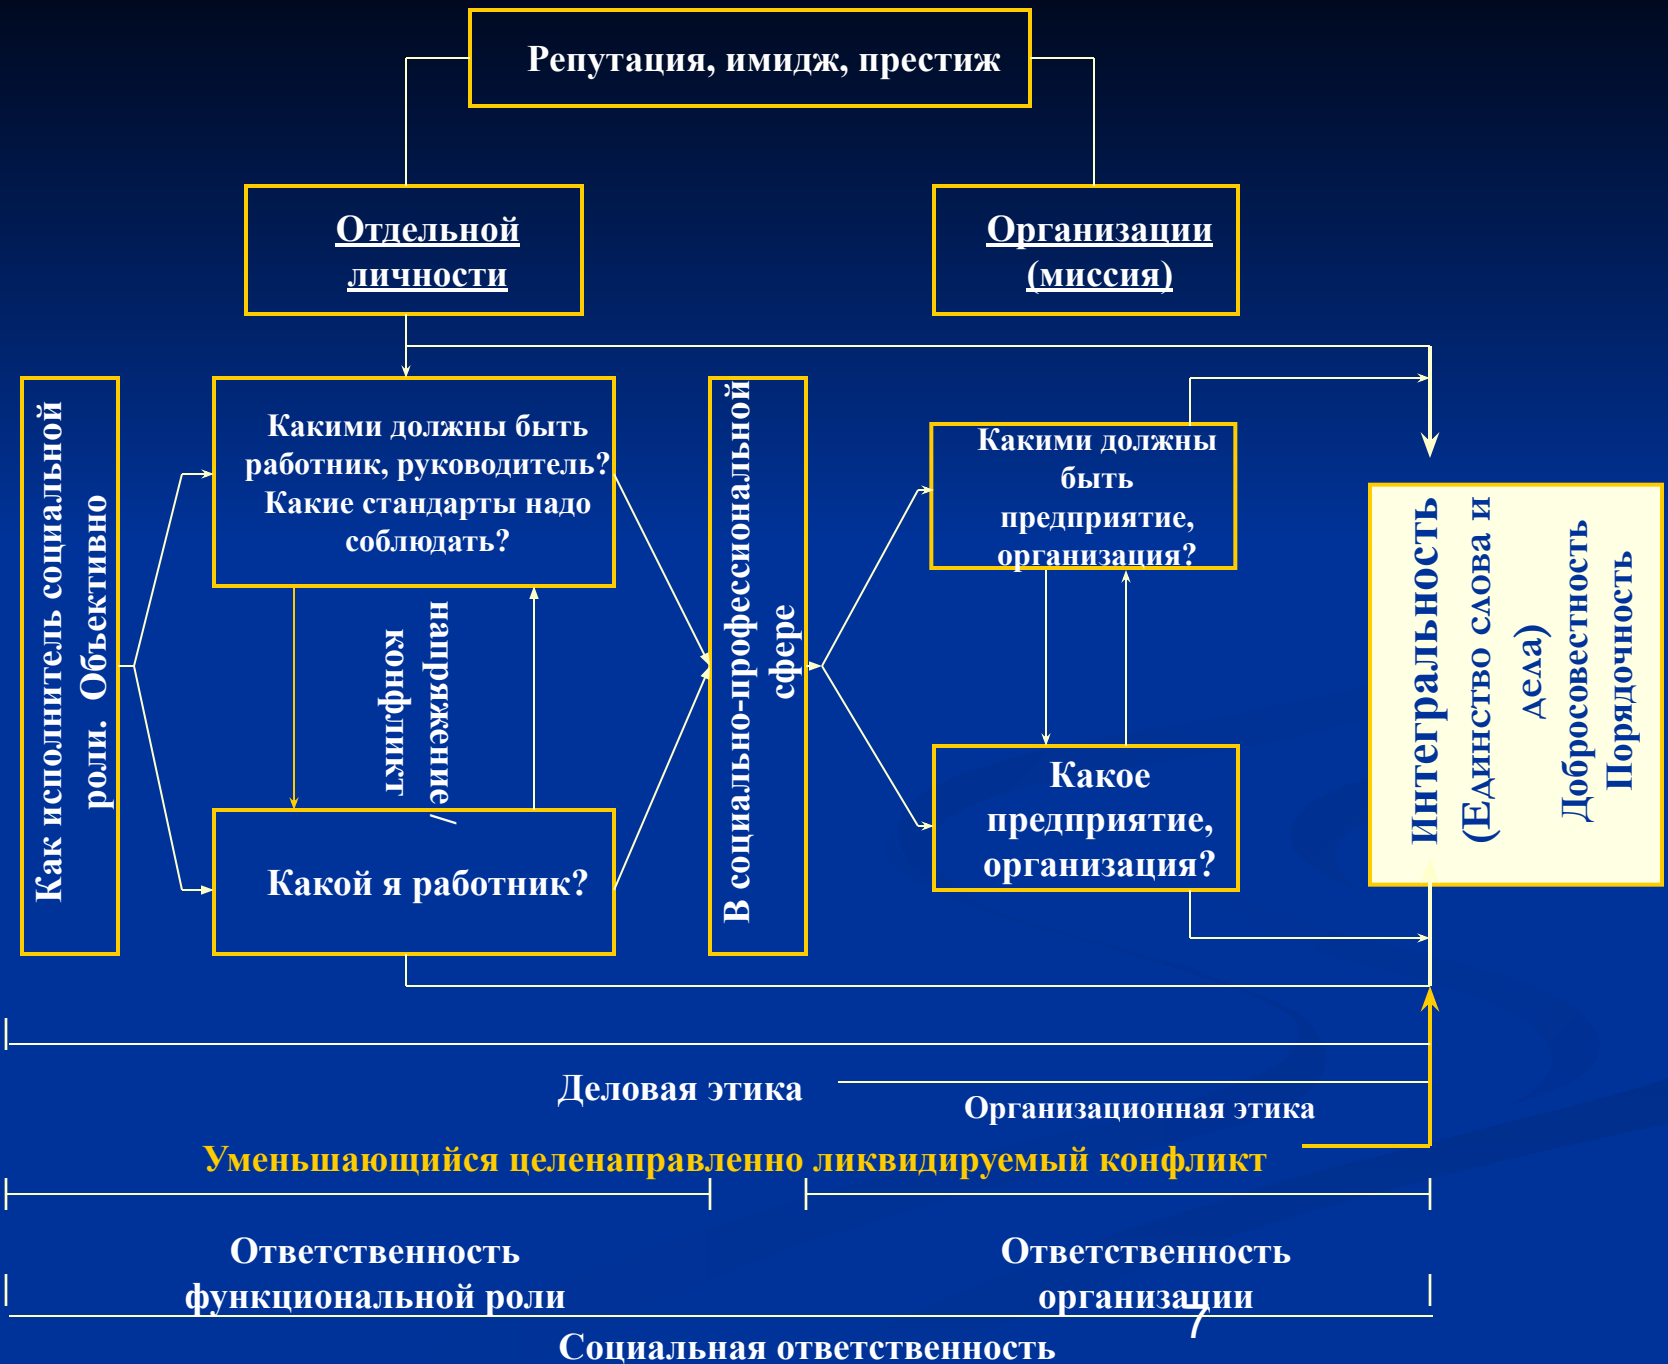 Репутация, имидж, престиж
Отдельной
личности
Организации
(миссия)
Как исполнитель социальной
роли. Объективно
Какими должны быть
работник, руководитель?
Какие стандарты надо
соблюдать?
напряжение /
конфликт
Какой я работник?
В социально-профессиональной
сфере
Какими должны
быть
предприятие,
организация?
Какое
предприятие,
организация?
Интегральность
(Единство слова и
дела)
Добросовестность
Порядочность
Деловая этика
Организационная этика
Уменьшающийся целенаправленно ликвидируемый конфликт
Ответственность
функциональной роли
Ответственность
организации
7
Социальная ответственность